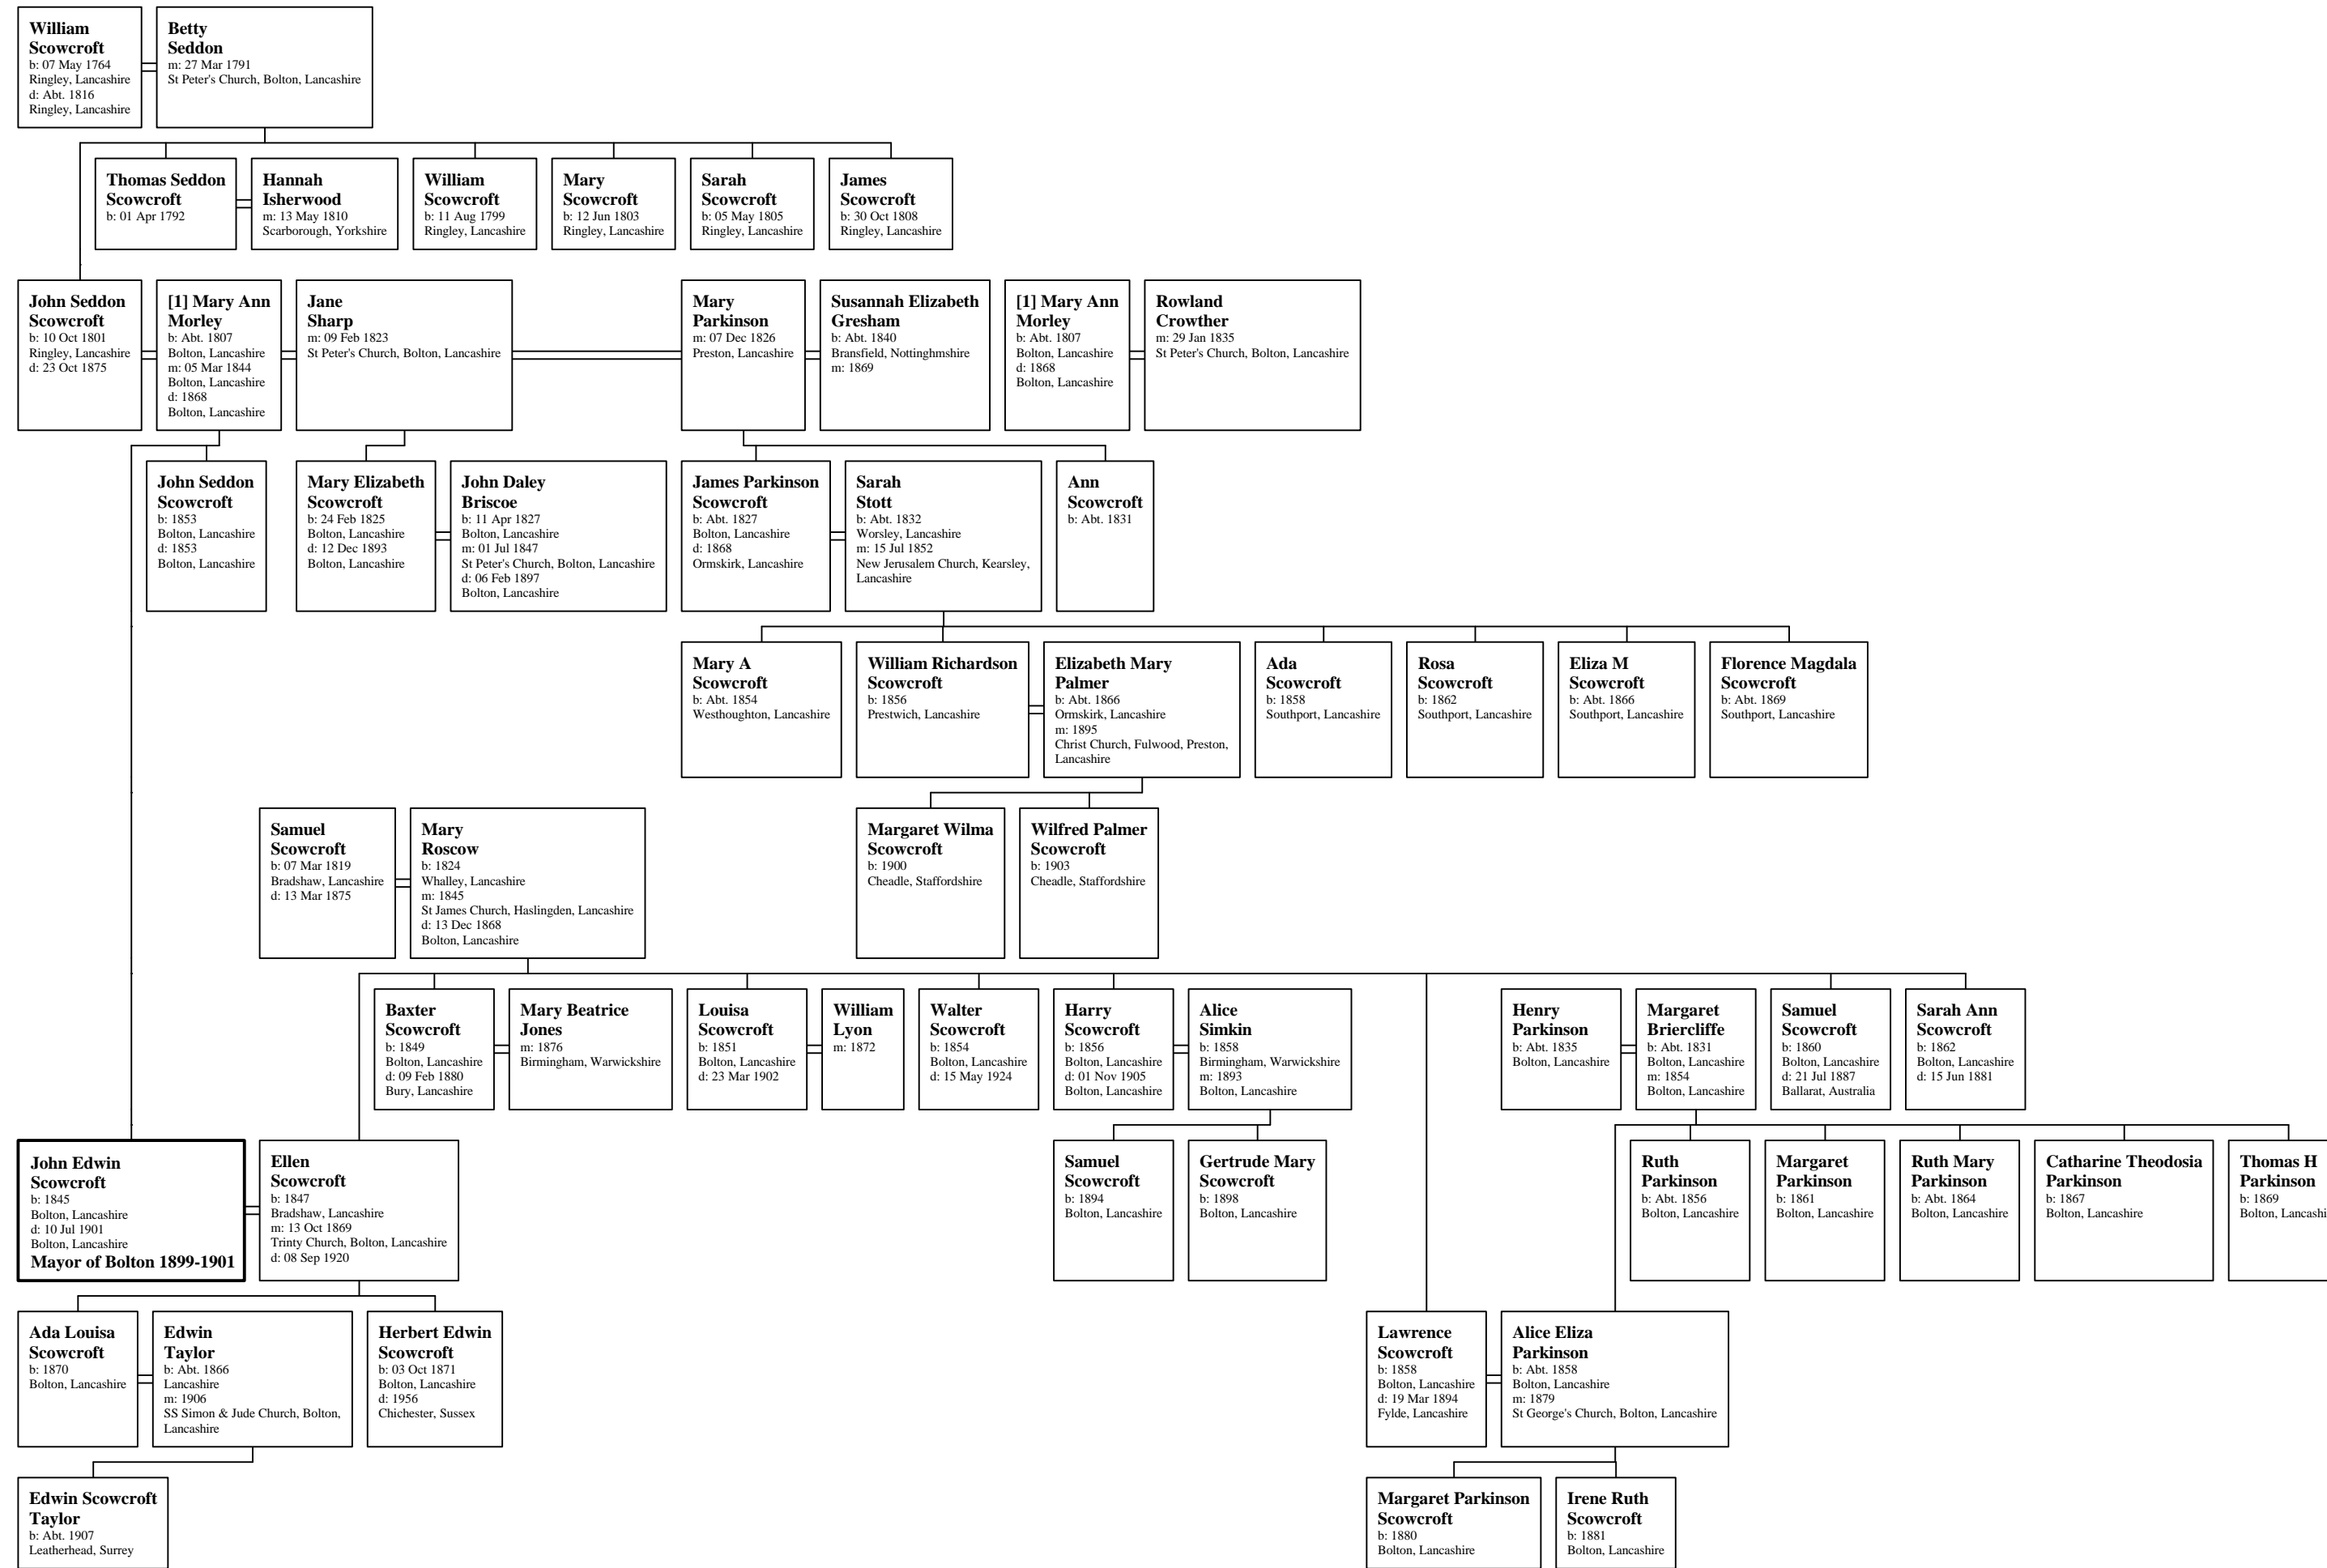 William
Scowcroft
b: 07 May 1764
Ringley, Lancashire
d: Abt. 1816
Ringley, Lancashire
Betty
Seddon
m: 27 Mar 1791
St Peter's Church, Bolton, Lancashire
Thomas Seddon
Scowcroft
b: 01 Apr 1792
Hannah
Isherwood
m: 13 May 1810
Scarborough, Yorkshire
William
Scowcroft
b: 11 Aug 1799
Ringley, Lancashire
Mary
Scowcroft
b: 12 Jun 1803
Ringley, Lancashire
Sarah
Scowcroft
b: 05 May 1805
Ringley, Lancashire
James
Scowcroft
b: 30 Oct 1808
Ringley, Lancashire
John Seddon
Scowcroft
b: 10 Oct 1801
Ringley, Lancashire
d: 23 Oct 1875
[1] Mary Ann
Morley
b: Abt. 1807
Bolton, Lancashire
m: 05 Mar 1844
Bolton, Lancashire
d: 1868
Bolton, Lancashire
Jane
Sharp
m: 09 Feb 1823
St Peter's Church, Bolton, Lancashire
Mary
Parkinson
m: 07 Dec 1826
Preston, Lancashire
Susannah Elizabeth
Gresham
b: Abt. 1840
Bransfield, Nottinghmshire
m: 1869
[1] Mary Ann
Morley
b: Abt. 1807
Bolton, Lancashire
d: 1868
Bolton, Lancashire
Rowland
Crowther
m: 29 Jan 1835
St Peter's Church, Bolton, Lancashire
John Seddon
Scowcroft
b: 1853
Bolton, Lancashire
d: 1853
Bolton, Lancashire
Mary Elizabeth
Scowcroft
b: 24 Feb 1825
Bolton, Lancashire
d: 12 Dec 1893
Bolton, Lancashire
John Daley
Briscoe
b: 11 Apr 1827
Bolton, Lancashire
m: 01 Jul 1847
St Peter's Church, Bolton, Lancashire
d: 06 Feb 1897
Bolton, Lancashire
James Parkinson
Scowcroft
b: Abt. 1827
Bolton, Lancashire
d: 1868
Ormskirk, Lancashire
Sarah
Stott
b: Abt. 1832
Worsley, Lancashire
m: 15 Jul 1852
New Jerusalem Church, Kearsley,
Lancashire
Ann
Scowcroft
b: Abt. 1831
Mary A
Scowcroft
b: Abt. 1854
Westhoughton, Lancashire
William Richardson
Scowcroft
b: 1856
Prestwich, Lancashire
Elizabeth Mary
Palmer
b: Abt. 1866
Ormskirk, Lancashire
m: 1895
Christ Church, Fulwood, Preston,
Lancashire
Ada
Scowcroft
b: 1858
Southport, Lancashire
Rosa
Scowcroft
b: 1862
Southport, Lancashire
Eliza M
Scowcroft
b: Abt. 1866
Southport, Lancashire
Florence Magdala
Scowcroft
b: Abt. 1869
Southport, Lancashire
Samuel
Scowcroft
b: 07 Mar 1819
Bradshaw, Lancashire
d: 13 Mar 1875
Mary
Roscow
b: 1824
Whalley, Lancashire
m: 1845
St James Church, Haslingden, Lancashire
d: 13 Dec 1868
Bolton, Lancashire
Margaret Wilma
Scowcroft
b: 1900
Cheadle, Staffordshire
Wilfred Palmer
Scowcroft
b: 1903
Cheadle, Staffordshire
Baxter
Scowcroft
b: 1849
Bolton, Lancashire
d: 09 Feb 1880
Bury, Lancashire
Mary Beatrice
Jones
m: 1876
Birmingham, Warwickshire
Louisa
Scowcroft
b: 1851
Bolton, Lancashire
d: 23 Mar 1902
William
Lyon
m: 1872
Walter
Scowcroft
b: 1854
Bolton, Lancashire
d: 15 May 1924
Harry
Scowcroft
b: 1856
Bolton, Lancashire
d: 01 Nov 1905
Bolton, Lancashire
Alice
Simkin
b: 1858
Birmingham, Warwickshire
m: 1893
Bolton, Lancashire
Henry
Parkinson
b: Abt. 1835
Bolton, Lancashire
Margaret
Briercliffe
b: Abt. 1831
Bolton, Lancashire
m: 1854
Bolton, Lancashire
Samuel
Scowcroft
b: 1860
Bolton, Lancashire
d: 21 Jul 1887
Ballarat, Australia
Sarah Ann
Scowcroft
b: 1862
Bolton, Lancashire
d: 15 Jun 1881
John Edwin
Scowcroft
b: 1845
Bolton, Lancashire
d: 10 Jul 1901
Bolton, Lancashire
Mayor of Bolton 1899-1901
Ellen
Scowcroft
b: 1847
Bradshaw, Lancashire
m: 13 Oct 1869
Trinty Church, Bolton, Lancashire
d: 08 Sep 1920
Samuel
Scowcroft
b: 1894
Bolton, Lancashire
Gertrude Mary
Scowcroft
b: 1898
Bolton, Lancashire
Ruth
Parkinson
b: Abt. 1856
Bolton, Lancashire
Margaret
Parkinson
b: 1861
Bolton, Lancashire
Ruth Mary
Parkinson
b: Abt. 1864
Bolton, Lancashire
Catharine Theodosia
Parkinson
b: 1867
Bolton, Lancashire
Thomas H
Parkinson
b: 1869
Bolton, Lancashi
Ada Louisa
Scowcroft
b: 1870
Bolton, Lancashire
Edwin
Taylor
b: Abt. 1866
Lancashire
m: 1906
SS Simon & Jude Church, Bolton,
Lancashire
Herbert Edwin
Scowcroft
b: 03 Oct 1871
Bolton, Lancashire
d: 1956
Chichester, Sussex
Lawrence
Scowcroft
b: 1858
Bolton, Lancashire
d: 19 Mar 1894
Fylde, Lancashire
Alice Eliza
Parkinson
b: Abt. 1858
Bolton, Lancashire
m: 1879
St George's Church, Bolton, Lancashire
Edwin Scowcroft
Taylor
b: Abt. 1907
Leatherhead, Surrey
Margaret Parkinson
Scowcroft
b: 1880
Bolton, Lancashire
Irene Ruth
Scowcroft
b: 1881
Bolton, Lancashire